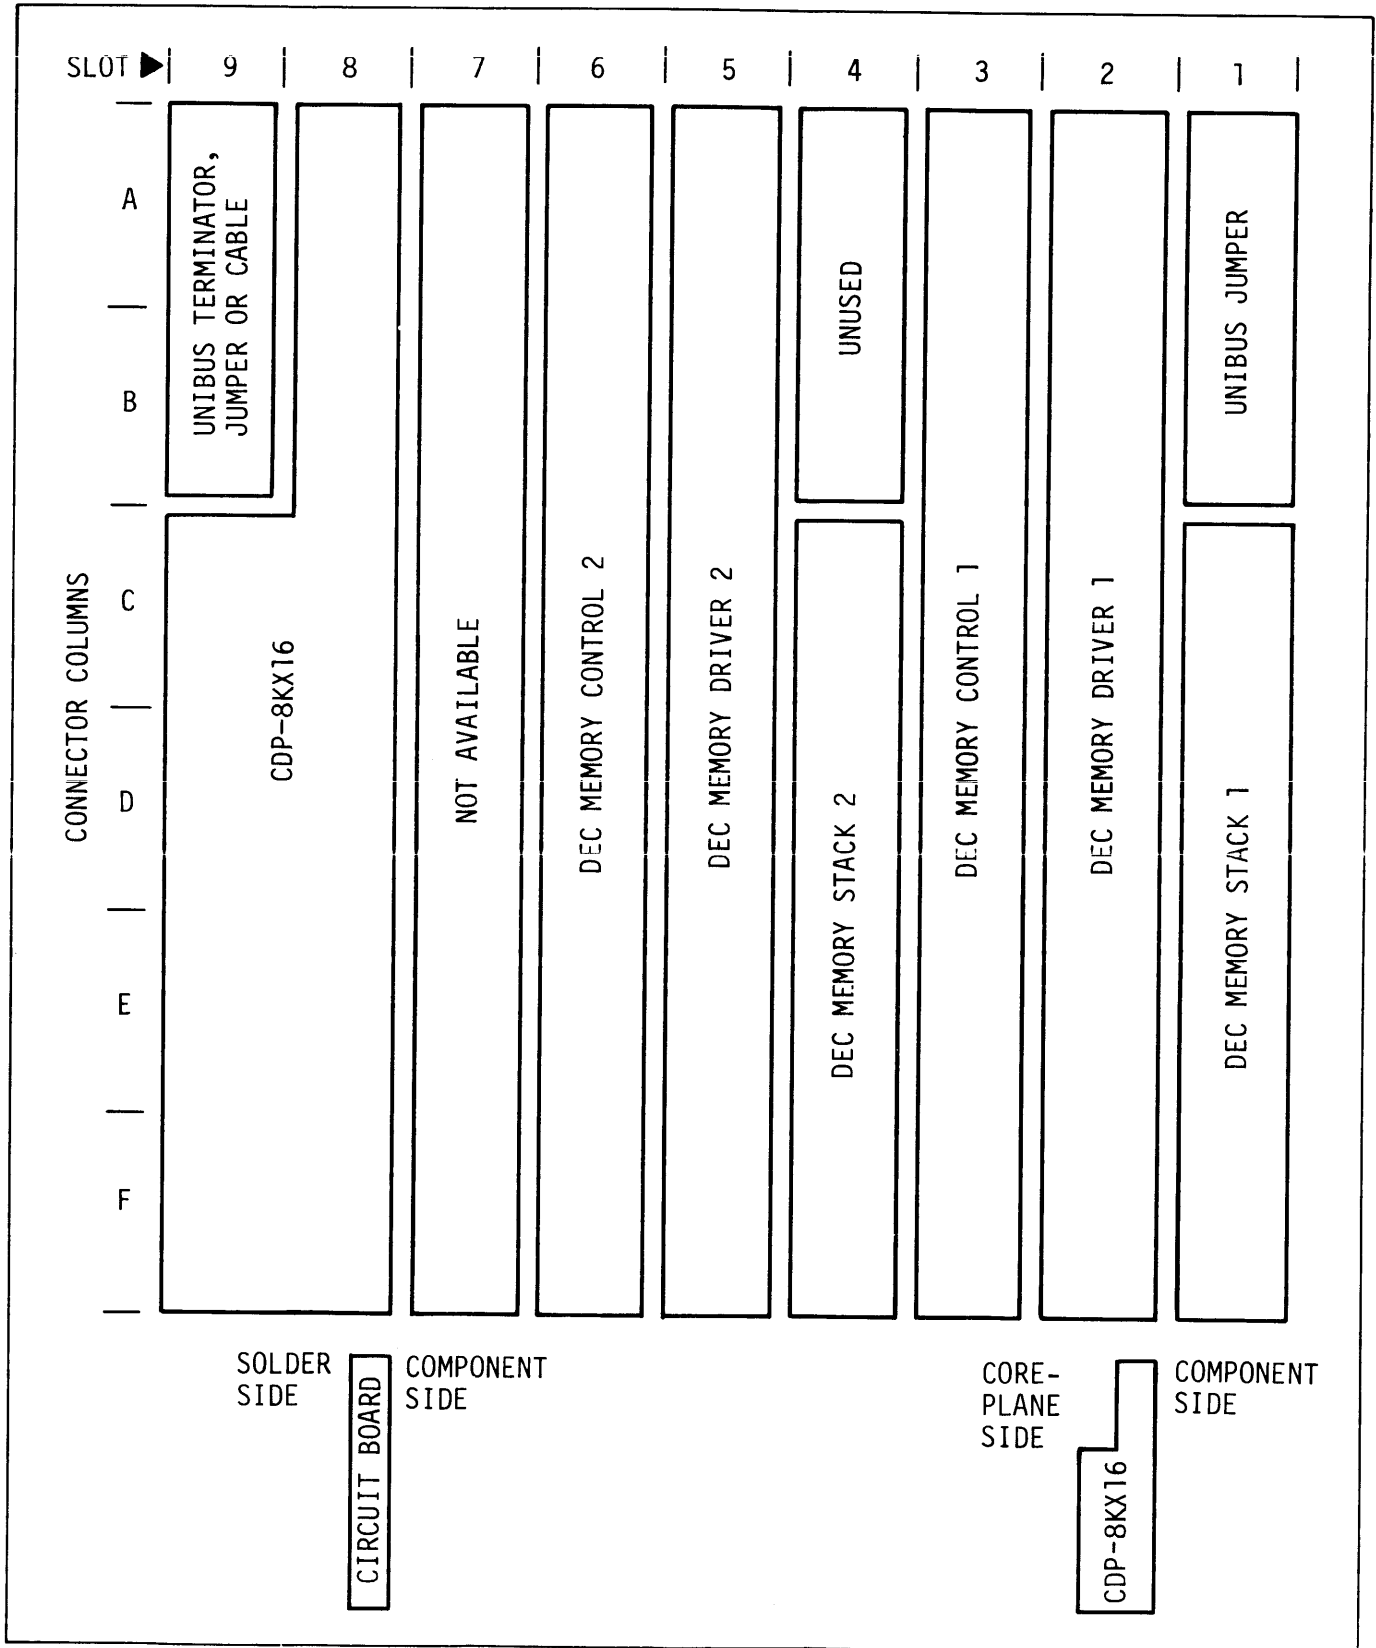 SLOT ▶ 9 8 7 6 5 4 3 2 1
CONNECTOR COLUMNS
A
B
C
D
E
F
UNIBUS TERMINATOR,
JUMPER OR CABLE
CDP-8KX16
NOT AVAILABLE
DEC MEMORY CONTROL 2
DEC MEMORY DRIVER 2
UNUSED
DEC MEMORY STACK 2
DEC MEMORY CONTROL 1
DEC MEMORY DRIVER 1
UNIBUS JUMPER
DEC MEMORY STACK 1
SOLDER
SIDE
CIRCUIT BOARD
COMPONENT
SIDE
CORE-
PLANE
SIDE
CDP-8KX16
COMPONENT
SIDE